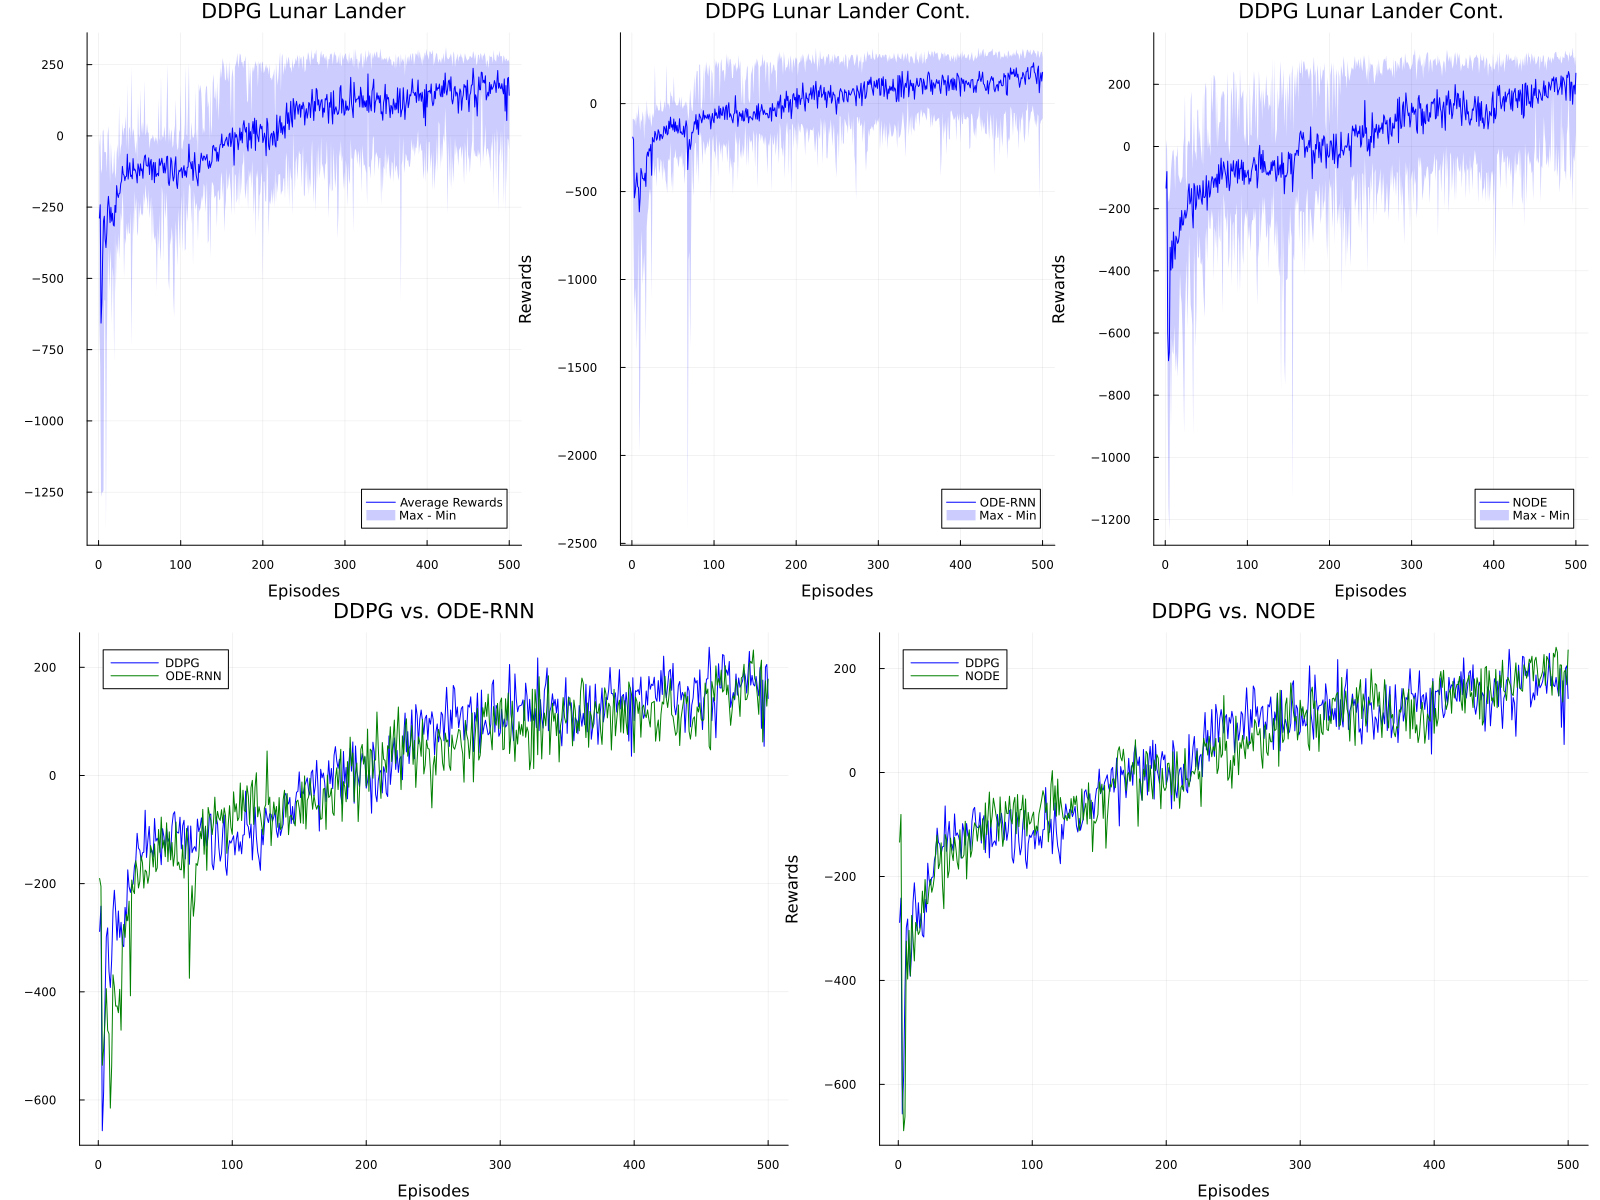 DDPG Lunar Lander
250
0
−250
−500
−750
−1000
−1250
0 100 200 300 400 500
Episodes
Average Rewards
Max - Min
DDPG Lunar Lander Cont.
Rewards
0
−500
−1000
−1500
−2000
−2500
0 100 200 300 400 500
Episodes
ODE-RNN
Max - Min
DDPG Lunar Lander Cont.
Rewards
200
0
−200
−400
−600
−800
−1000
−1200
0 100 200 300 400 500
Episodes
NODE
Max - Min
DDPG vs. ODE-RNN
200
0
−200
−400
−600
0 100 200 300 400 500
Episodes
DDPG
ODE-RNN
DDPG vs. NODE
Rewards
200
0
−200
−400
−600
0 100 200 300 400 500
Episodes
DDPG
NODE